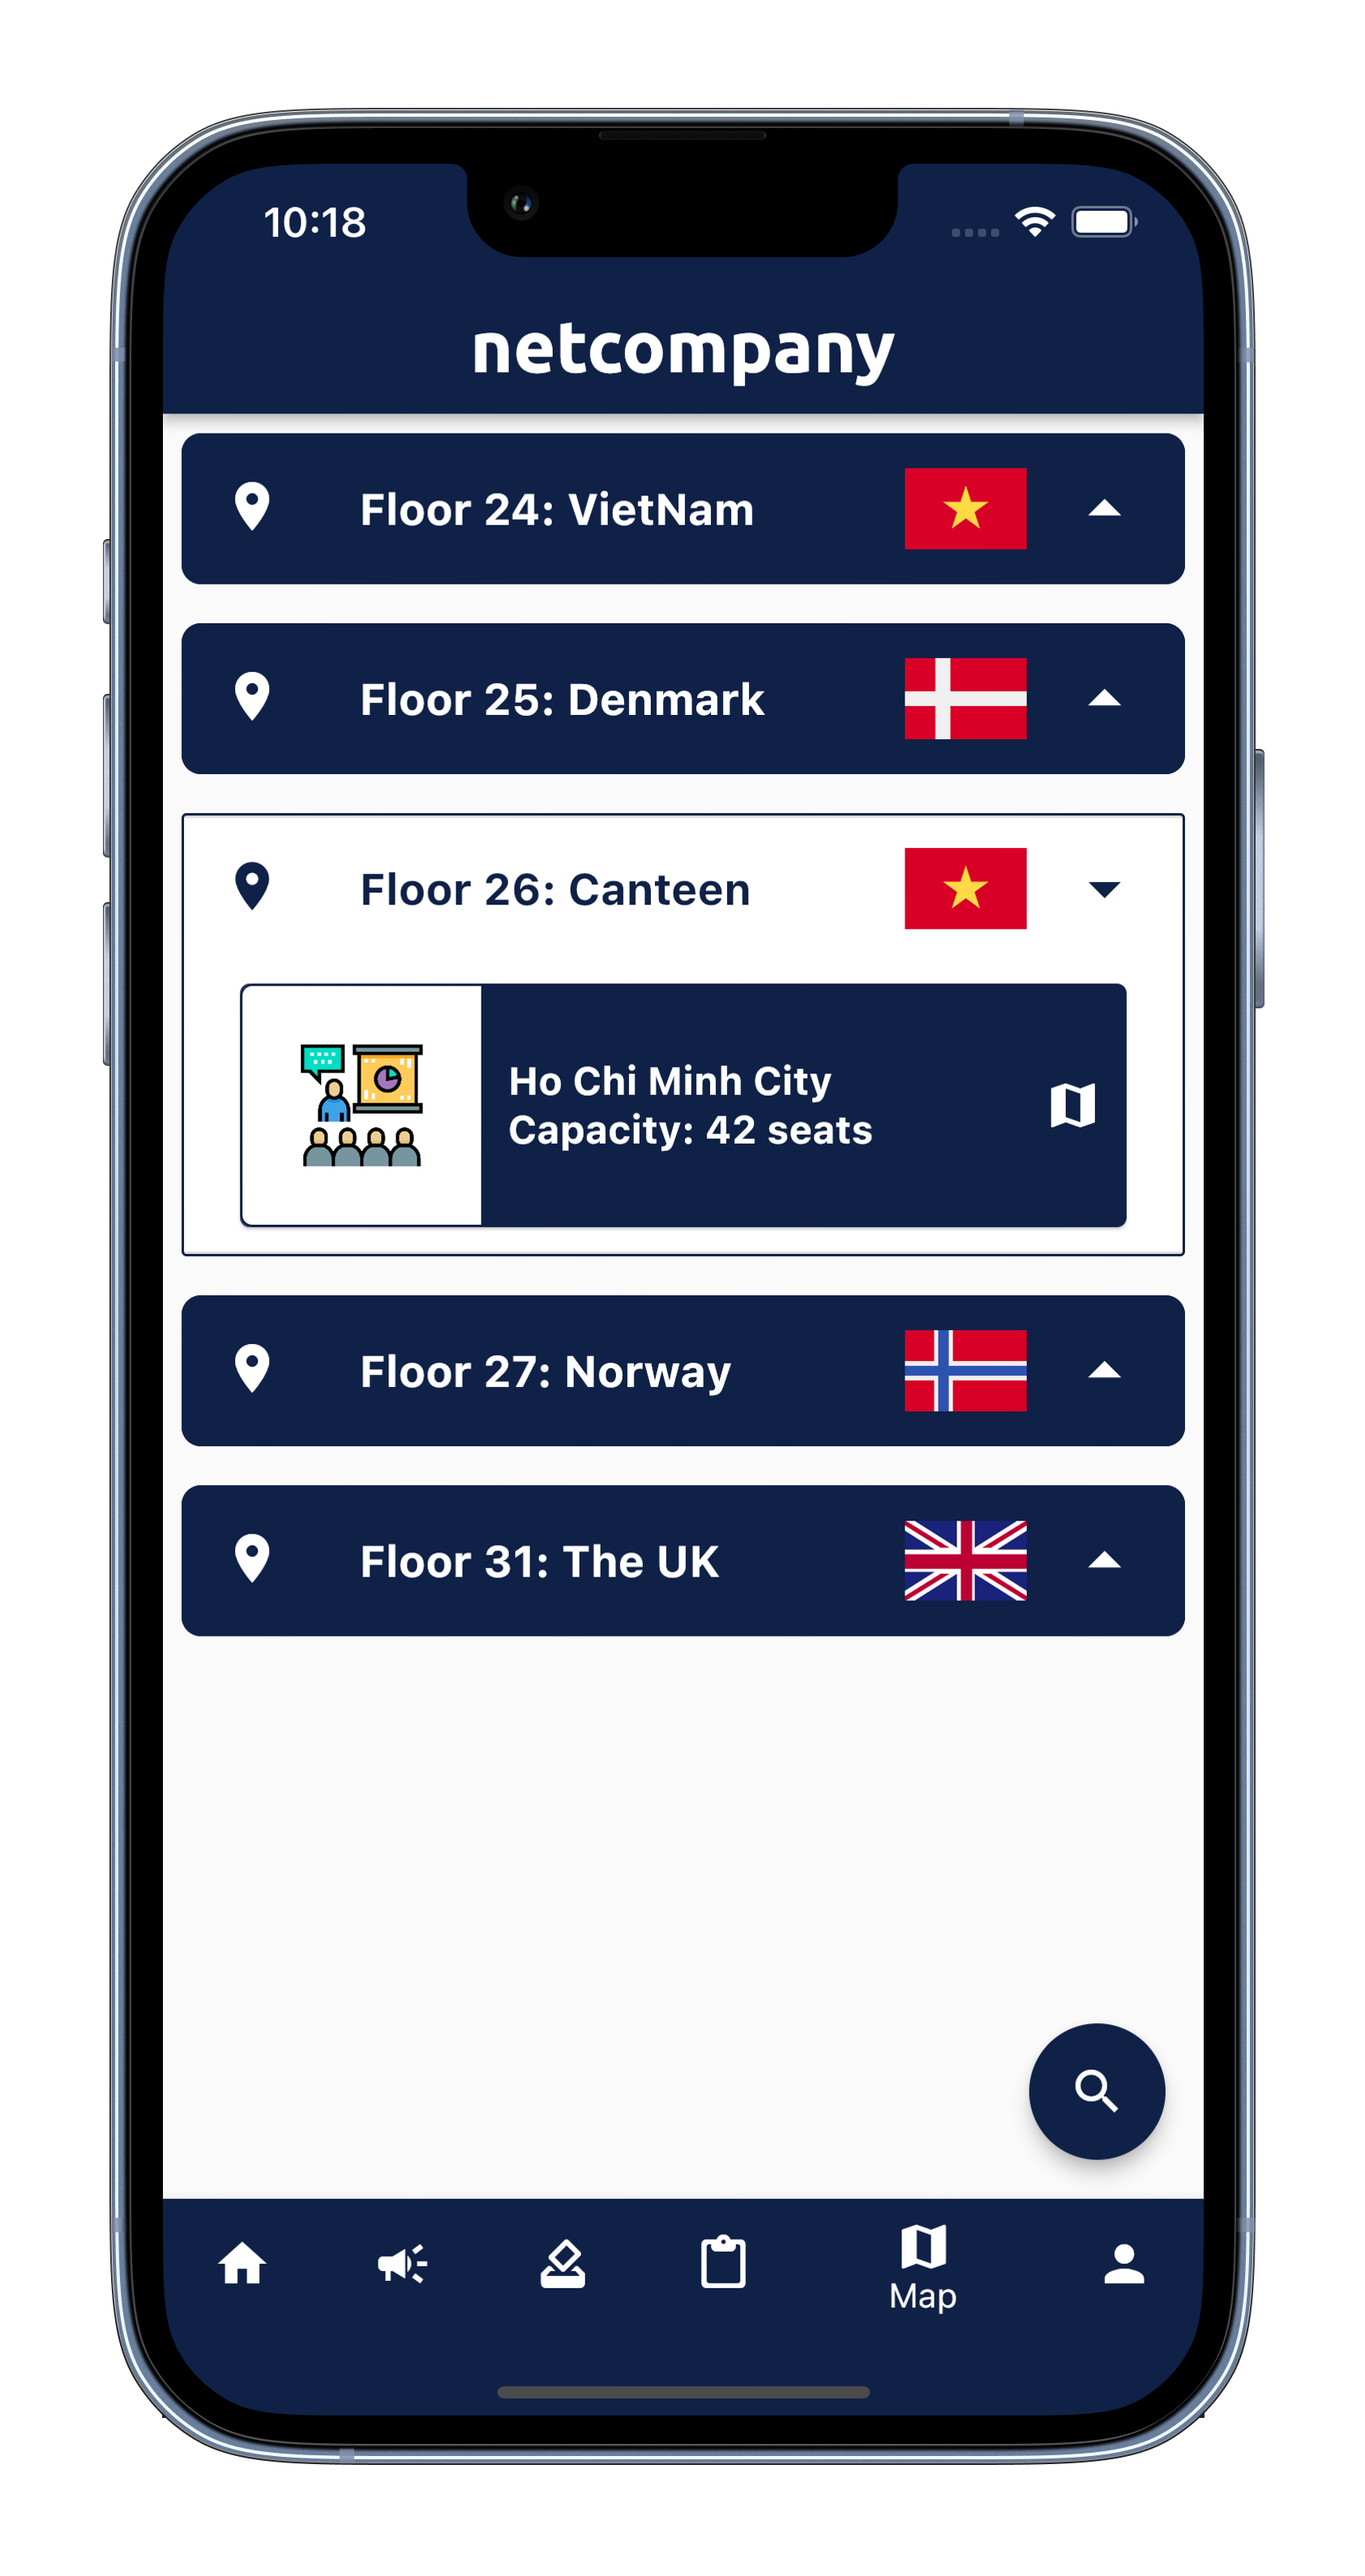 10:18
netcompany
Floor 24: VietNam
Floor 25: Denmark
Floor 26: Canteen
Ho Chi Minh City
Capacity: 42 seats
Floor 27: Norway
Floor 31: The UK
Map